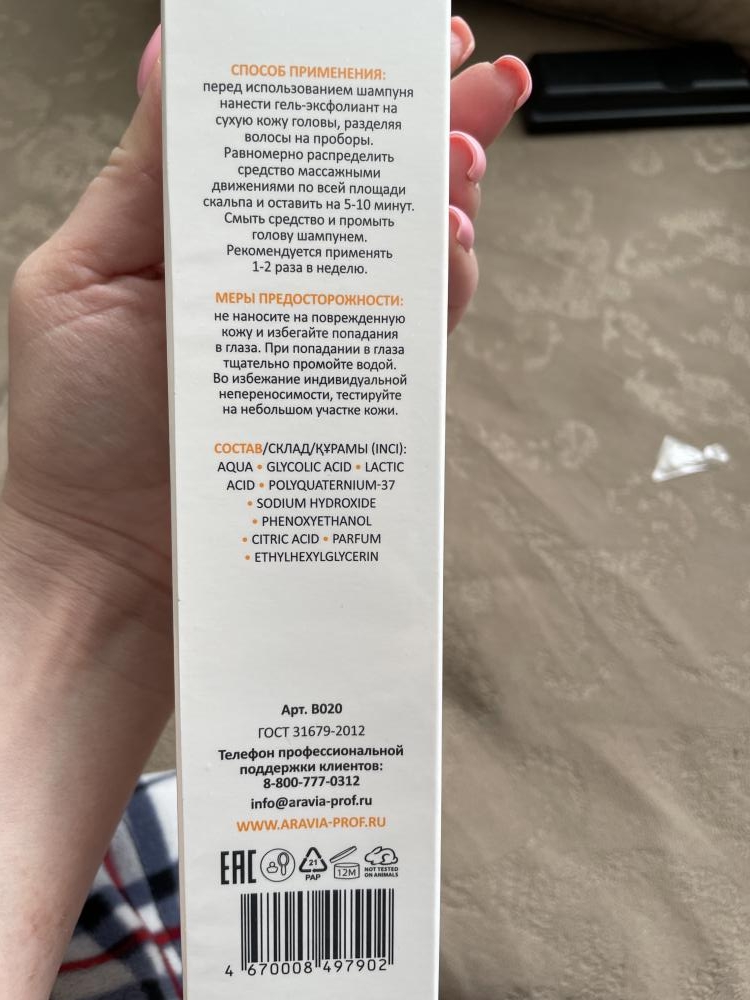 СПОСОБ ПРИМЕНЕНИЯ:
перед использованием шампуня
нанести гель-эксфолиант на
сухую кожу головы, разделяя
волосы на проборы.
Равномерно распределить
средство массажными
движениями по всей площади
скальпа и оставить на 5-10 минут.
Смыть средство и промыть
голову шампунем.
Рекомендуется применять
1-2 раза в неделю.
МЕРЫ ПРЕДОСТОРОЖНОСТИ:
не наносите на поврежденную
кожу и избегайте попадания
в глаза. При попадании в глаза
тщательно промойте водой.
Во избежание индивидуальной
непереносимости, тестируйте
на небольшом участке кожи.
СОСТАВ/СКЛАД/ҚҰРАМЫ (INCI):
AQUA • GLYCOLIC ACID • LACTIC
ACID • POLYQUATERNIUM-37
• SODIUM HYDROXIDE
• PHENOXYETHANOL
• CITRIC ACID • PARFUM
• ETHYLHEXYLGLYCERIN
Арт. B020
ГОСТ 31679-2012
Телефон профессиональной
поддержки клиентов:
8-800-777-0312
info@aravia-prof.ru
WWW.ARAVIA-PROF.RU
EAC 21 PAP 12M NOT TESTED ON ANIMALS
4 670008 497902